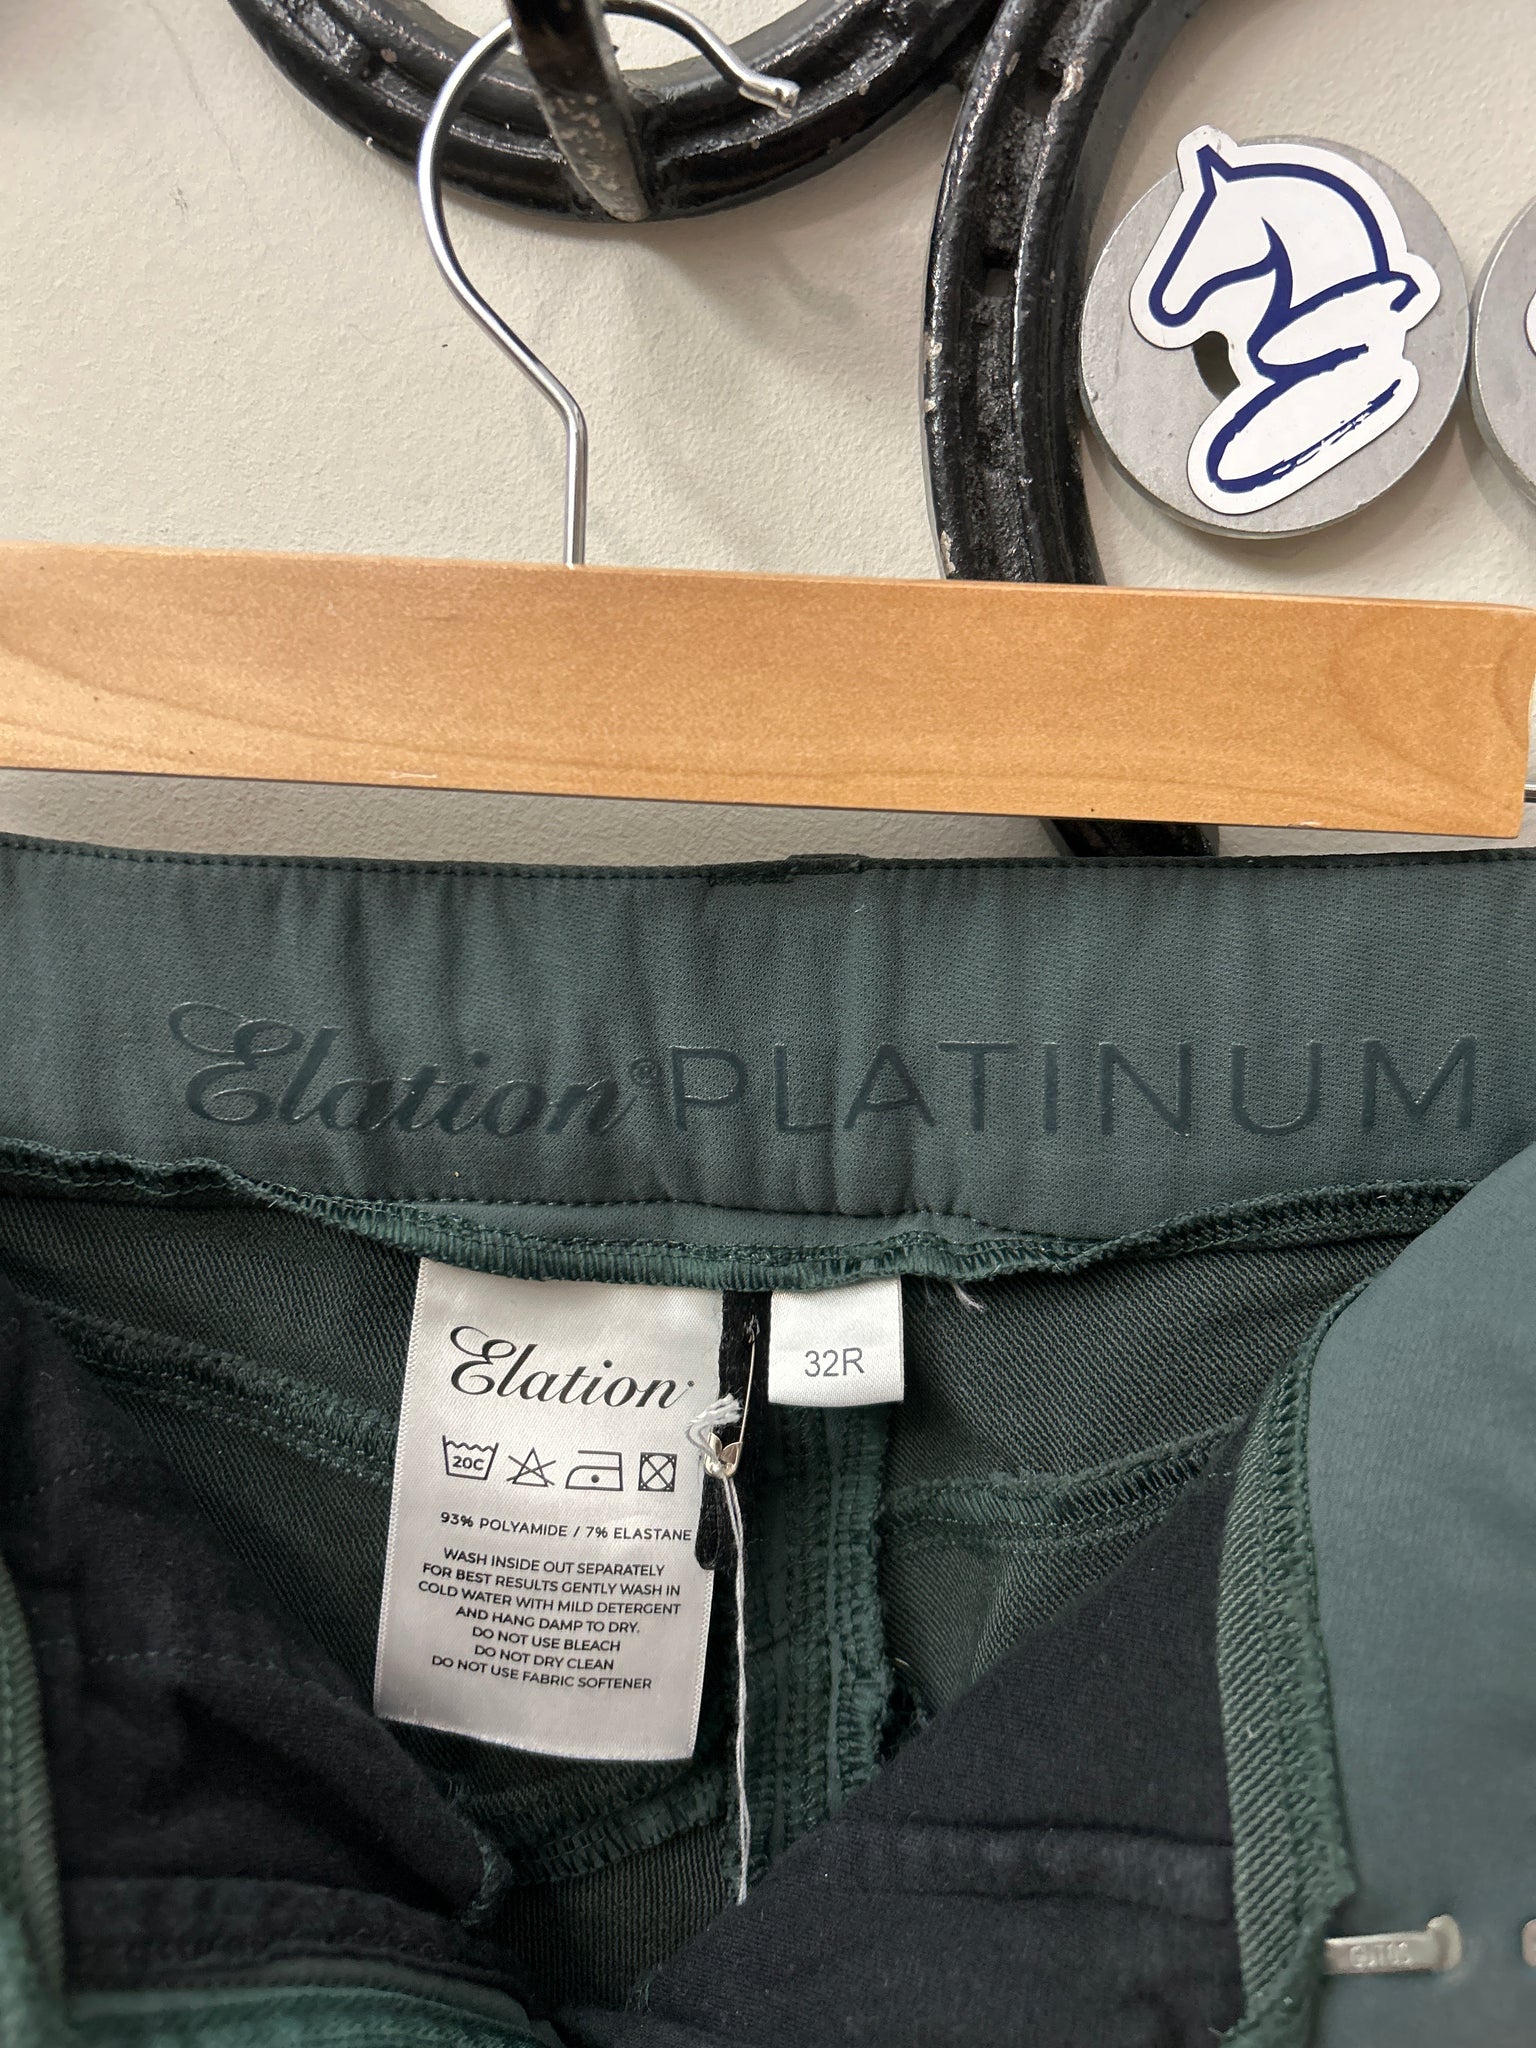 Elation® PLATINUM
Elation
32R
20C
93% POLYAMIDE / 7% ELASTANE
WASH INSIDE OUT SEPARATELY
FOR BEST RESULTS GENTLY WASH IN
COLD WATER WITH MILD DETERGENT
AND HANG DAMP TO DRY.
DO NOT USE BLEACH
DO NOT DRY CLEAN
DO NOT USE FABRIC SOFTENER